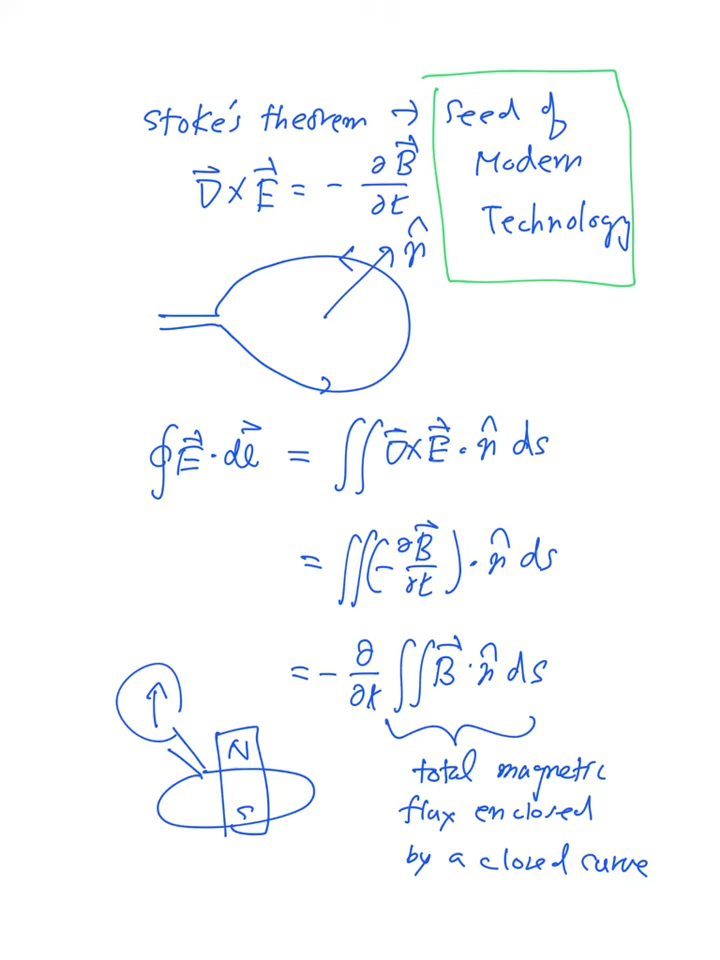 Stoke's theorem → Seed of
Modern
Technology
∇⃗ × E⃗ = - ∂B⃗/∂t
n̂
∮ E⃗ · dl⃗ = ∬ ∇⃗ × E⃗ · n̂ ds
= ∬ (- ∂B⃗/∂t) · n̂ ds
= - ∂/∂t ∬ B⃗ · n̂ ds
total magnetic
flux enclosed
by a closed curve
N
S